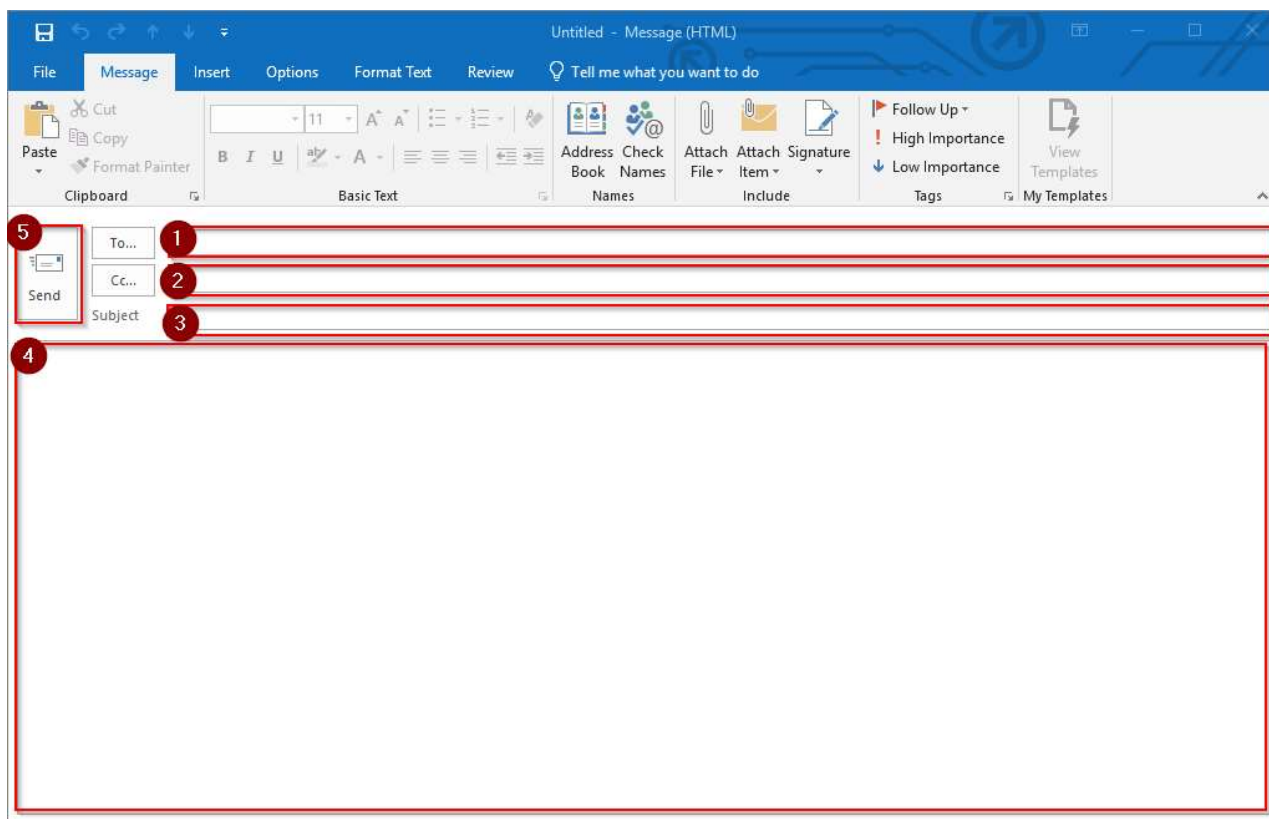 Untitled - Message (HTML)
File Message Insert Options Format Text Review Tell me what you want to do
Paste
Cut
Copy
Format Painter
Clipboard
11
B I U
Basic Text
Address Book
Check Names
Names
Attach File
Attach Item
Signature
Include
Follow Up
High Importance
Low Importance
Tags
View Templates
My Templates
5
Send
To... 1
Cc... 2
Subject 3
4